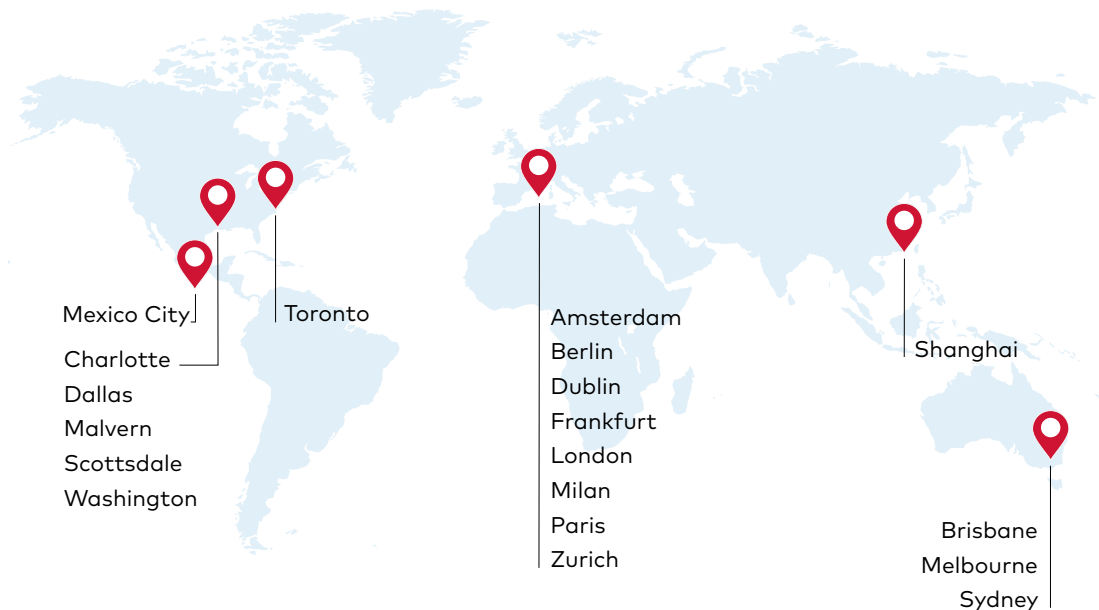 Mexico City
Charlotte
Dallas
Malvern
Scottsdale
Washington
Toronto
Amsterdam
Berlin
Dublin
Frankfurt
London
Milan
Paris
Zurich
Shanghai
Brisbane
Melbourne
Sydney